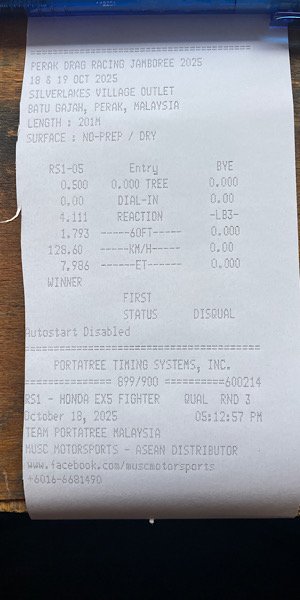 ==========================================
PERAK DRAG RACING JAMBOREE 2025
18 & 19 OCT 2025
SILVERLAKES VILLAGE OUTLET
BATU GAJAH, PERAK, MALAYSIA
LENGTH : 201M
SURFACE : NO-PREP / DRY
RS1-05 Entry BYE
0.500 0.000 TREE 0.000
0.00 DIAL-IN 0.00
4.111 REACTION -LB3-
1.793 -----60FT----- 0.000
128.60 -----KM/H----- 0.00
7.986 ------ET------ 0.000
WINNER
FIRST
STATUS DISQUAL
Autostart Disabled
==========================================
PORTATREE TIMING SYSTEMS, INC.
=============== 899/900 ==========600214
RS1 - HONDA EX5 FIGHTER QUAL RND 3
October 18, 2025 05:12:57 PM
TEAM PORTATREE MALAYSIA
MUSC MOTORSPORTS - ASEAN DISTRIBUTOR
www.facebook.com/muscmotorsports
+6016-6681490